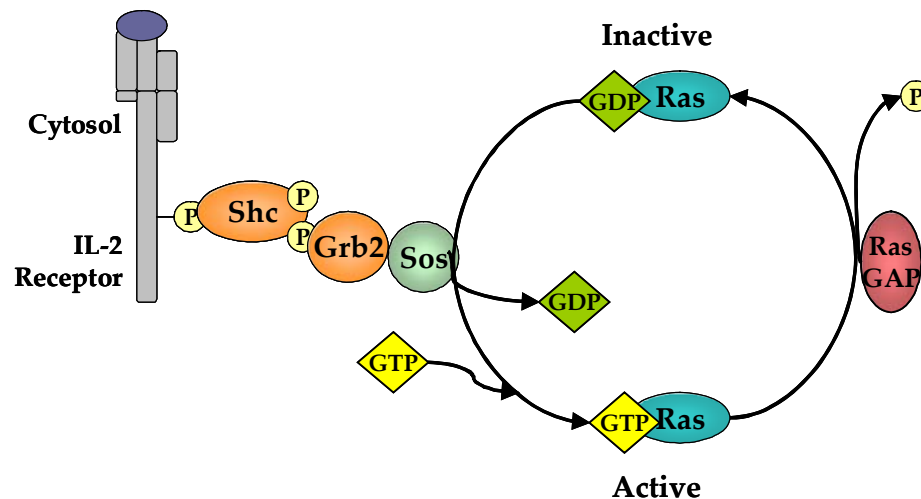 Inactive
GDP
Ras
P
Cytosol
P
Shc
P
P
Grb2
Sos
IL-2
Receptor
Ras
GAP
GDP
GTP
GTP
Ras
Active